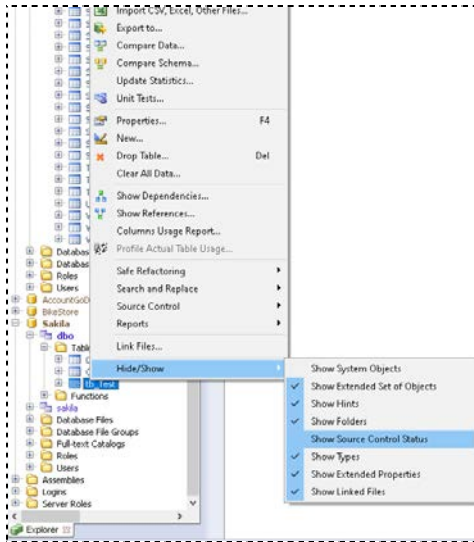 Import CSV, Excel, Other Files...
Export to...
Compare Data...
Compare Schema...
Update Statistics...
Unit Tests...
Properties... F4
New...
Drop Table... Del
Clear All Data...
Show Dependencies...
Show References...
Columns Usage Report...
Profile Actual Table Usage...
Databas
Databas
Roles
Users
Safe Refactoring
Search and Replace
Source Control
Reports
Link Files...
Hide/Show
AccountGoD
BikeStore
Sakila
dbo
Tabl
tb_Test
Functions
sakila
Database Files
Database File Groups
Full-text Catalogs
Roles
Users
Assemblies
Logins
Server Roles
Show System Objects
Show Extended Set of Objects
Show Hints
Show Folders
Show Source Control Status
Show Types
Show Extended Properties
Show Linked Files
Explorer